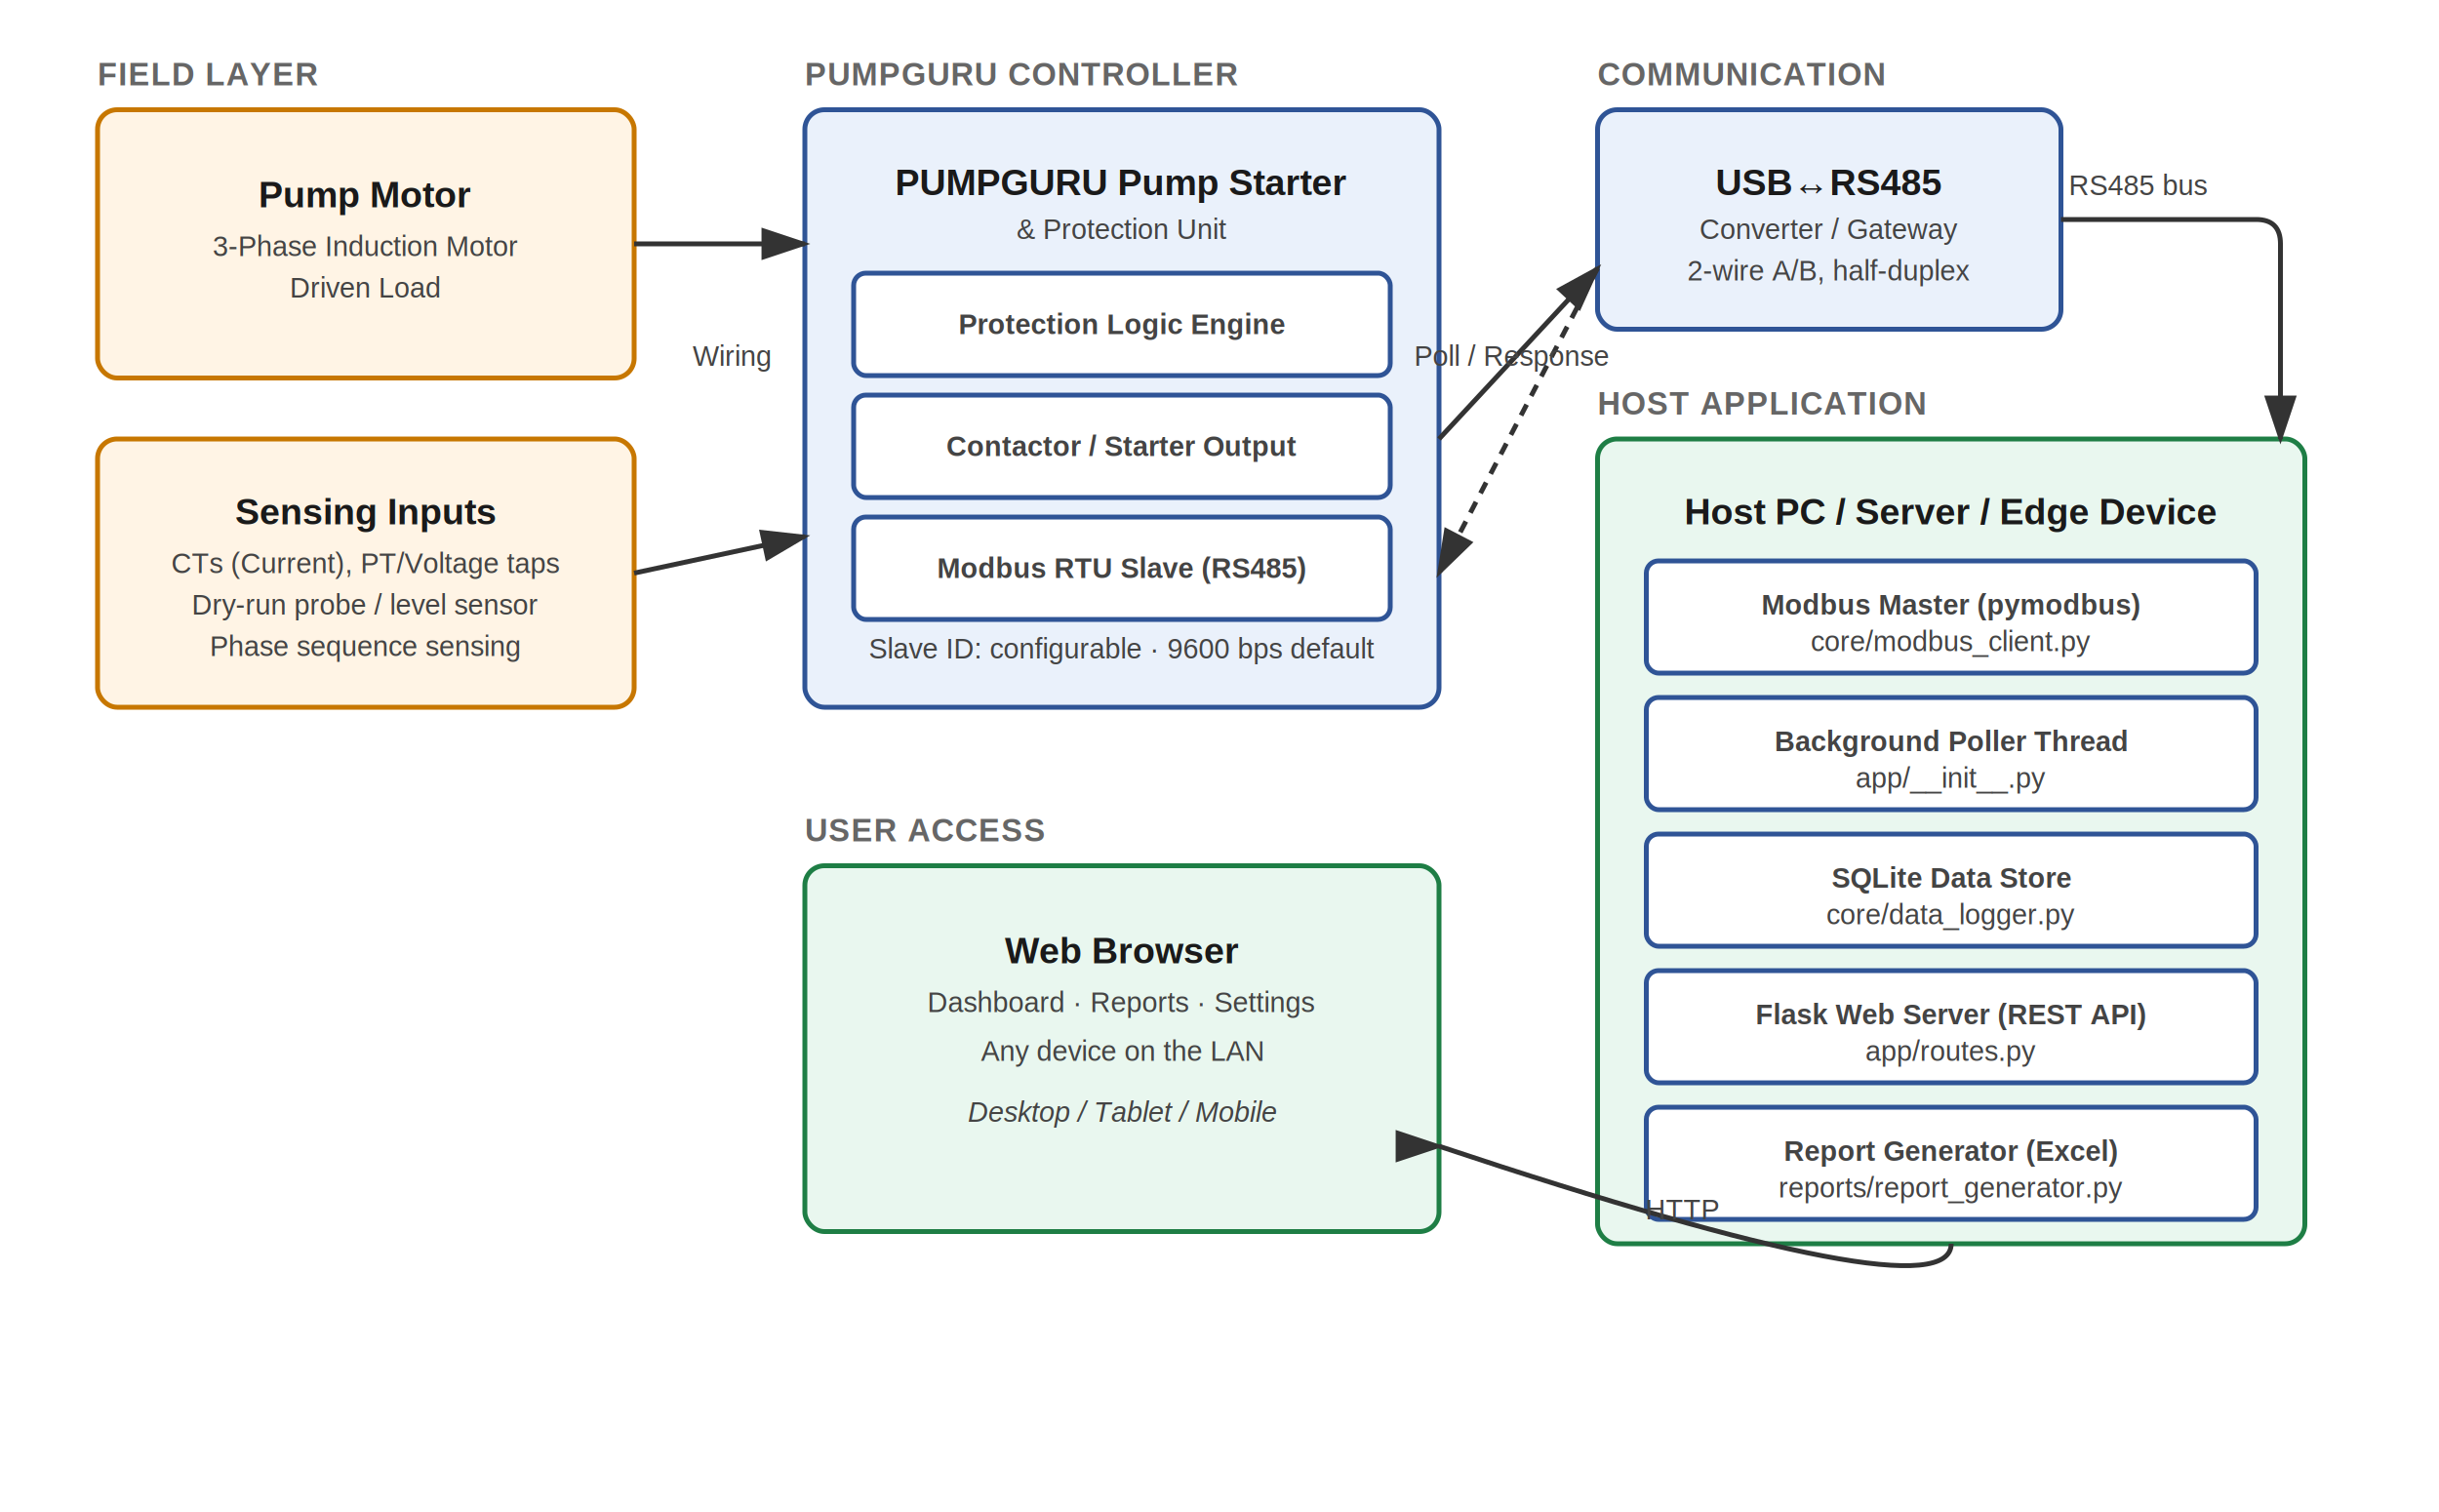 FIELD LAYER
Pump Motor
3-Phase Induction Motor
Driven Load
Sensing Inputs
CTs (Current), PT/Voltage taps
Dry-run probe / level sensor
Phase sequence sensing
Wiring
PUMPGURU CONTROLLER
PUMPGURU Pump Starter
& Protection Unit
Protection Logic Engine
Contactor / Starter Output
Modbus RTU Slave (RS485)
Slave ID: configurable · 9600 bps default
Poll / Response
COMMUNICATION
USB↔RS485
Converter / Gateway
2-wire A/B, half-duplex
RS485 bus
HOST APPLICATION
Host PC / Server / Edge Device
Modbus Master (pymodbus)
core/modbus_client.py
Background Poller Thread
app/__init__.py
SQLite Data Store
core/data_logger.py
Flask Web Server (REST API)
app/routes.py
Report Generator (Excel)
reports/report_generator.py
HTTP
USER ACCESS
Web Browser
Dashboard · Reports · Settings
Any device on the LAN
Desktop / Tablet / Mobile